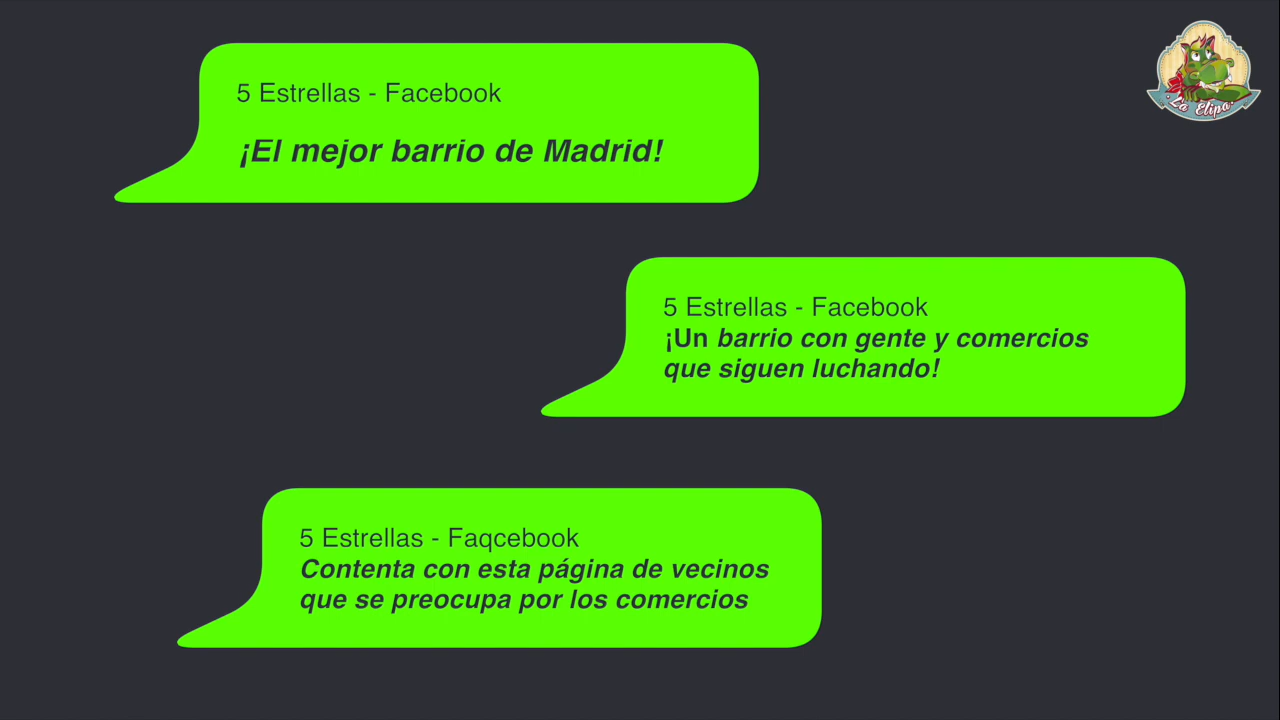 5 Estrellas - Facebook
¡El mejor barrio de Madrid!
La Elipa
5 Estrellas - Facebook
¡Un barrio con gente y comercios
que siguen luchando!
5 Estrellas - Faqcebook
Contenta con esta página de vecinos
que se preocupa por los comercios